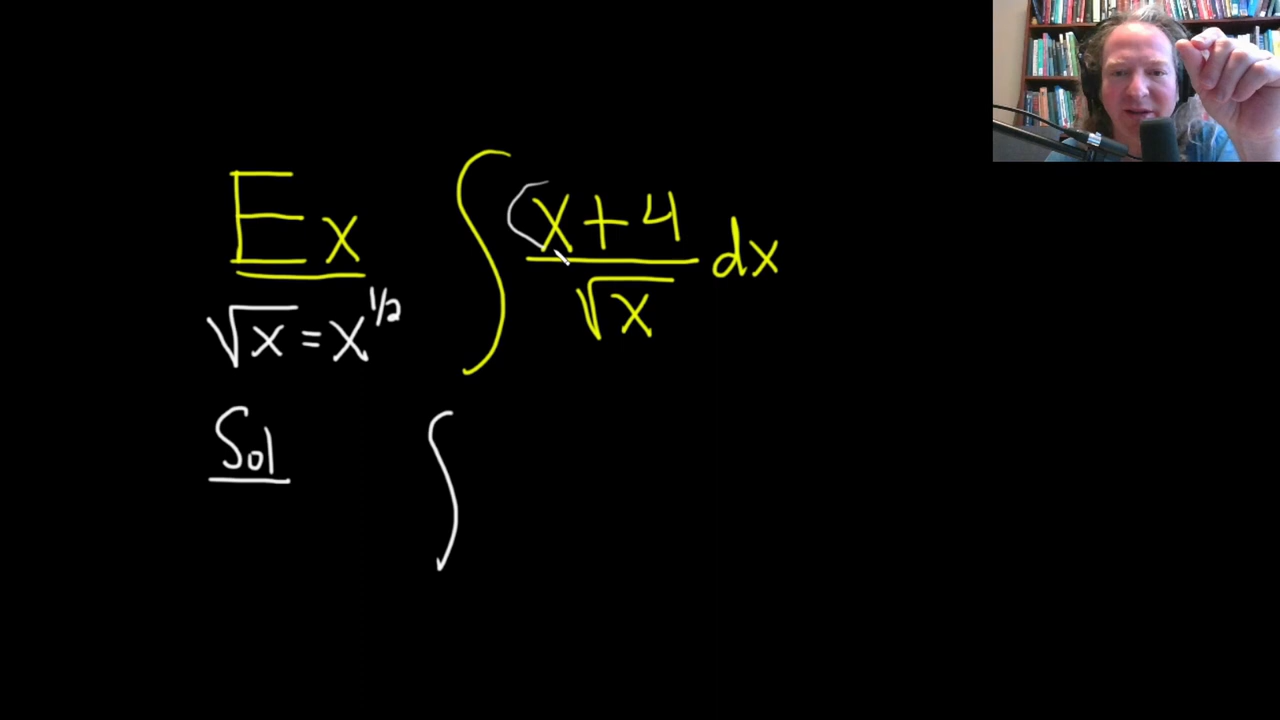 Ex ∫ (x+4)/√x dx
√x = x^1/2
Sol ∫